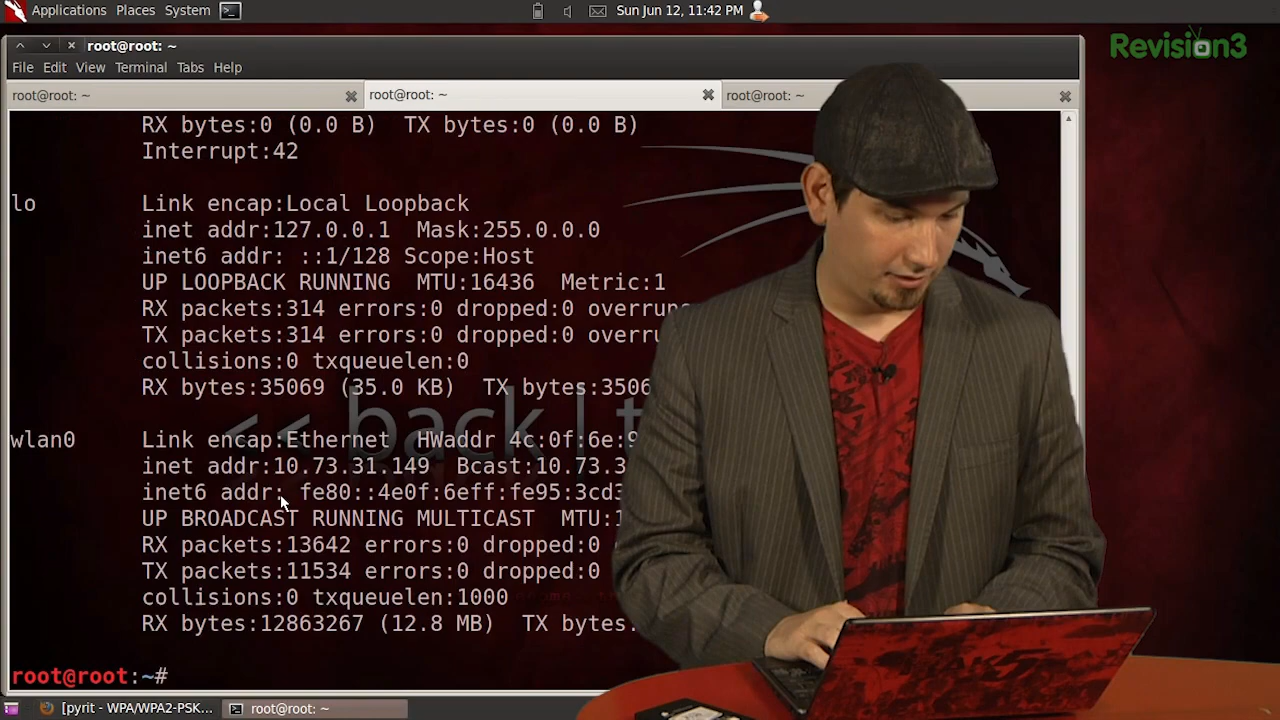 Applications Places System
Sun Jun 12, 11:42 PM
Revision3
root@root: ~
File Edit View Terminal Tabs Help
root@root: ~
root@root: ~
root@root: ~
RX bytes:0 (0.0 B) TX bytes:0 (0.0 B)
Interrupt:42
lo Link encap:Local Loopback
inet addr:127.0.0.1 Mask:255.0.0.0
inet6 addr: ::1/128 Scope:Host
UP LOOPBACK RUNNING MTU:16436 Metric:1
RX packets:314 errors:0 dropped:0 overruns
TX packets:314 errors:0 dropped:0 overru
collisions:0 txqueuelen:0
RX bytes:35069 (35.0 KB) TX bytes:3506
<< back | t
wlan0 Link encap:Ethernet HWaddr 4c:0f:6e:9
inet addr:10.73.31.149 Bcast:10.73.3
inet6 addr: fe80::4e0f:6eff:fe95:3cd3
UP BROADCAST RUNNING MULTICAST MTU:1
RX packets:13642 errors:0 dropped:0
TX packets:11534 errors:0 dropped:0
collisions:0 txqueuelen:1000
RX bytes:12863267 (12.8 MB) TX bytes:
root@root:~#
[pyrit - WPA/WPA2-PSK...
root@root: ~